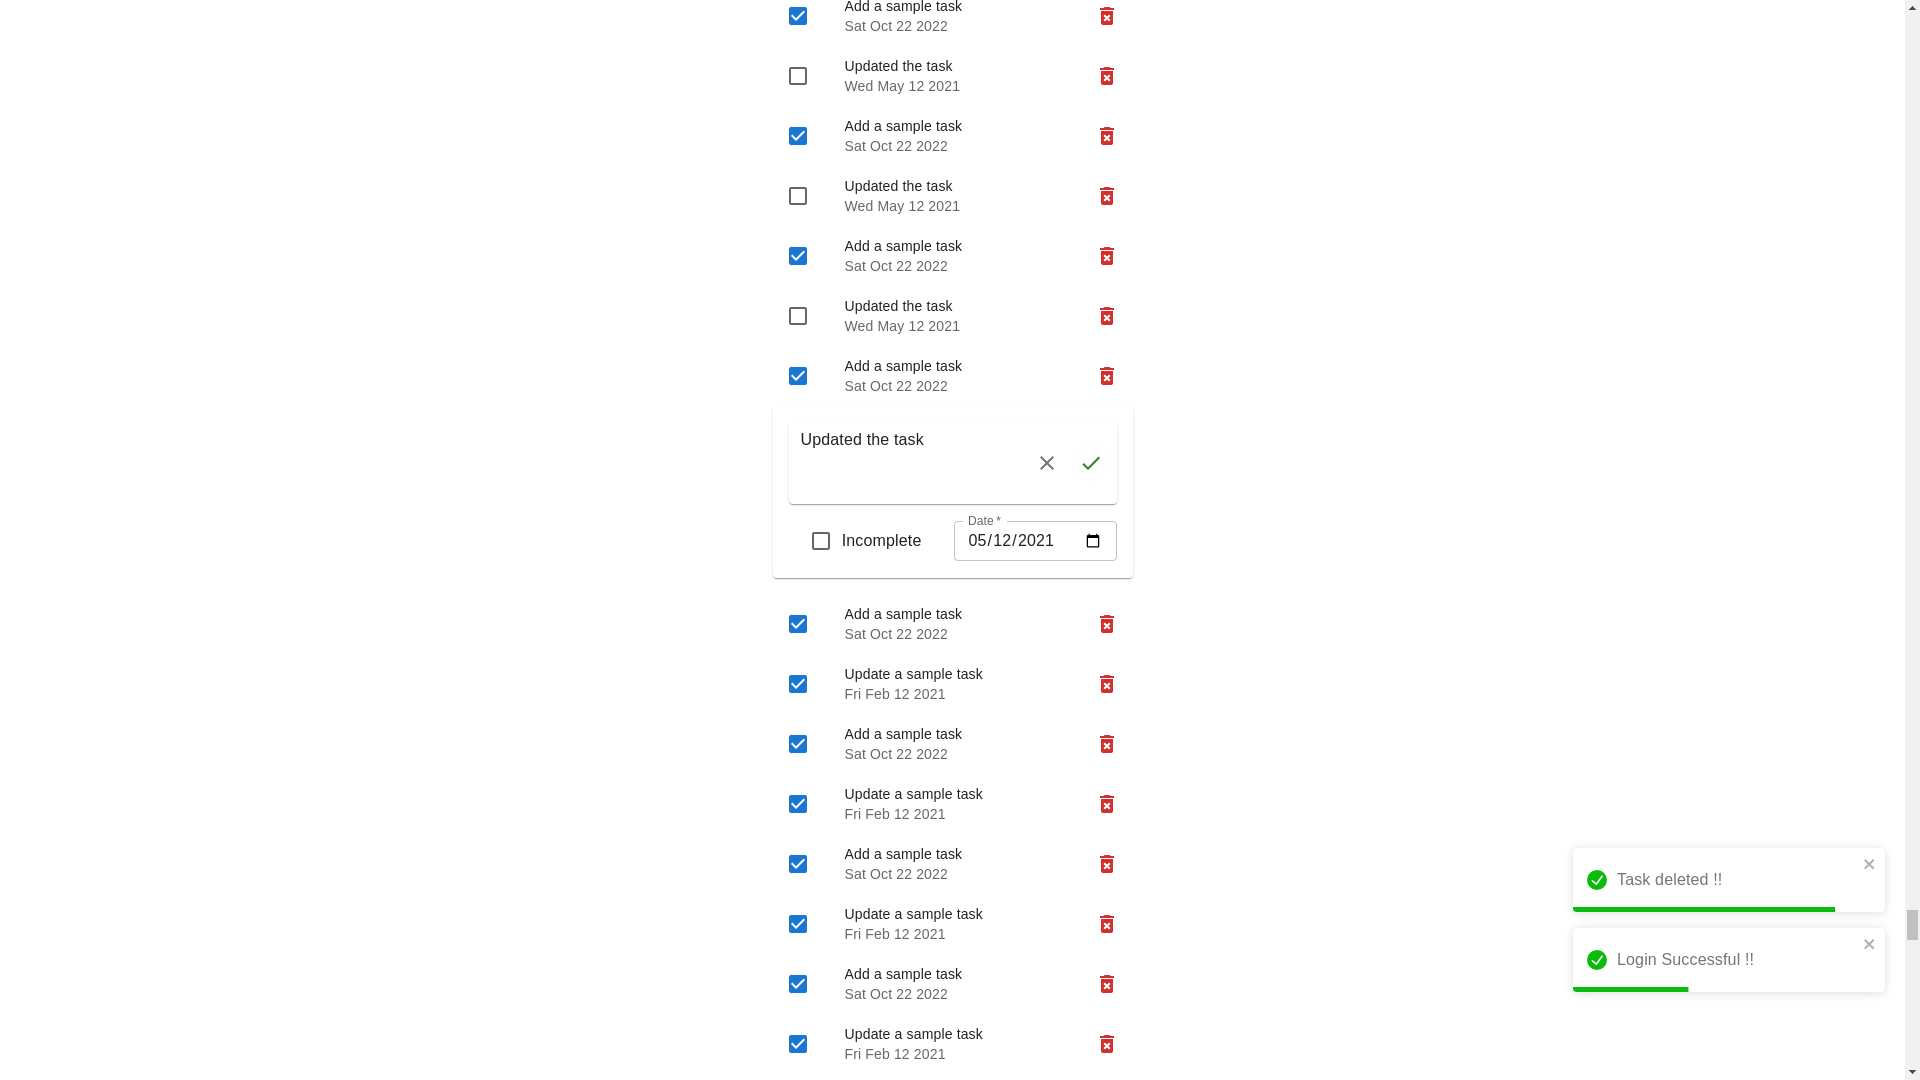 Add a sample task
Sat Oct 22 2022
Updated the task
Wed May 12 2021
Add a sample task
Sat Oct 22 2022
Updated the task
Wed May 12 2021
Add a sample task
Sat Oct 22 2022
Updated the task
Wed May 12 2021
Add a sample task
Sat Oct 22 2022
Updated the task
Incomplete
Date *
05/12/2021
Add a sample task
Sat Oct 22 2022
Update a sample task
Fri Feb 12 2021
Add a sample task
Sat Oct 22 2022
Update a sample task
Fri Feb 12 2021
Add a sample task
Sat Oct 22 2022
Update a sample task
Fri Feb 12 2021
Add a sample task
Sat Oct 22 2022
Update a sample task
Fri Feb 12 2021
Task deleted !!
Login Successful !!